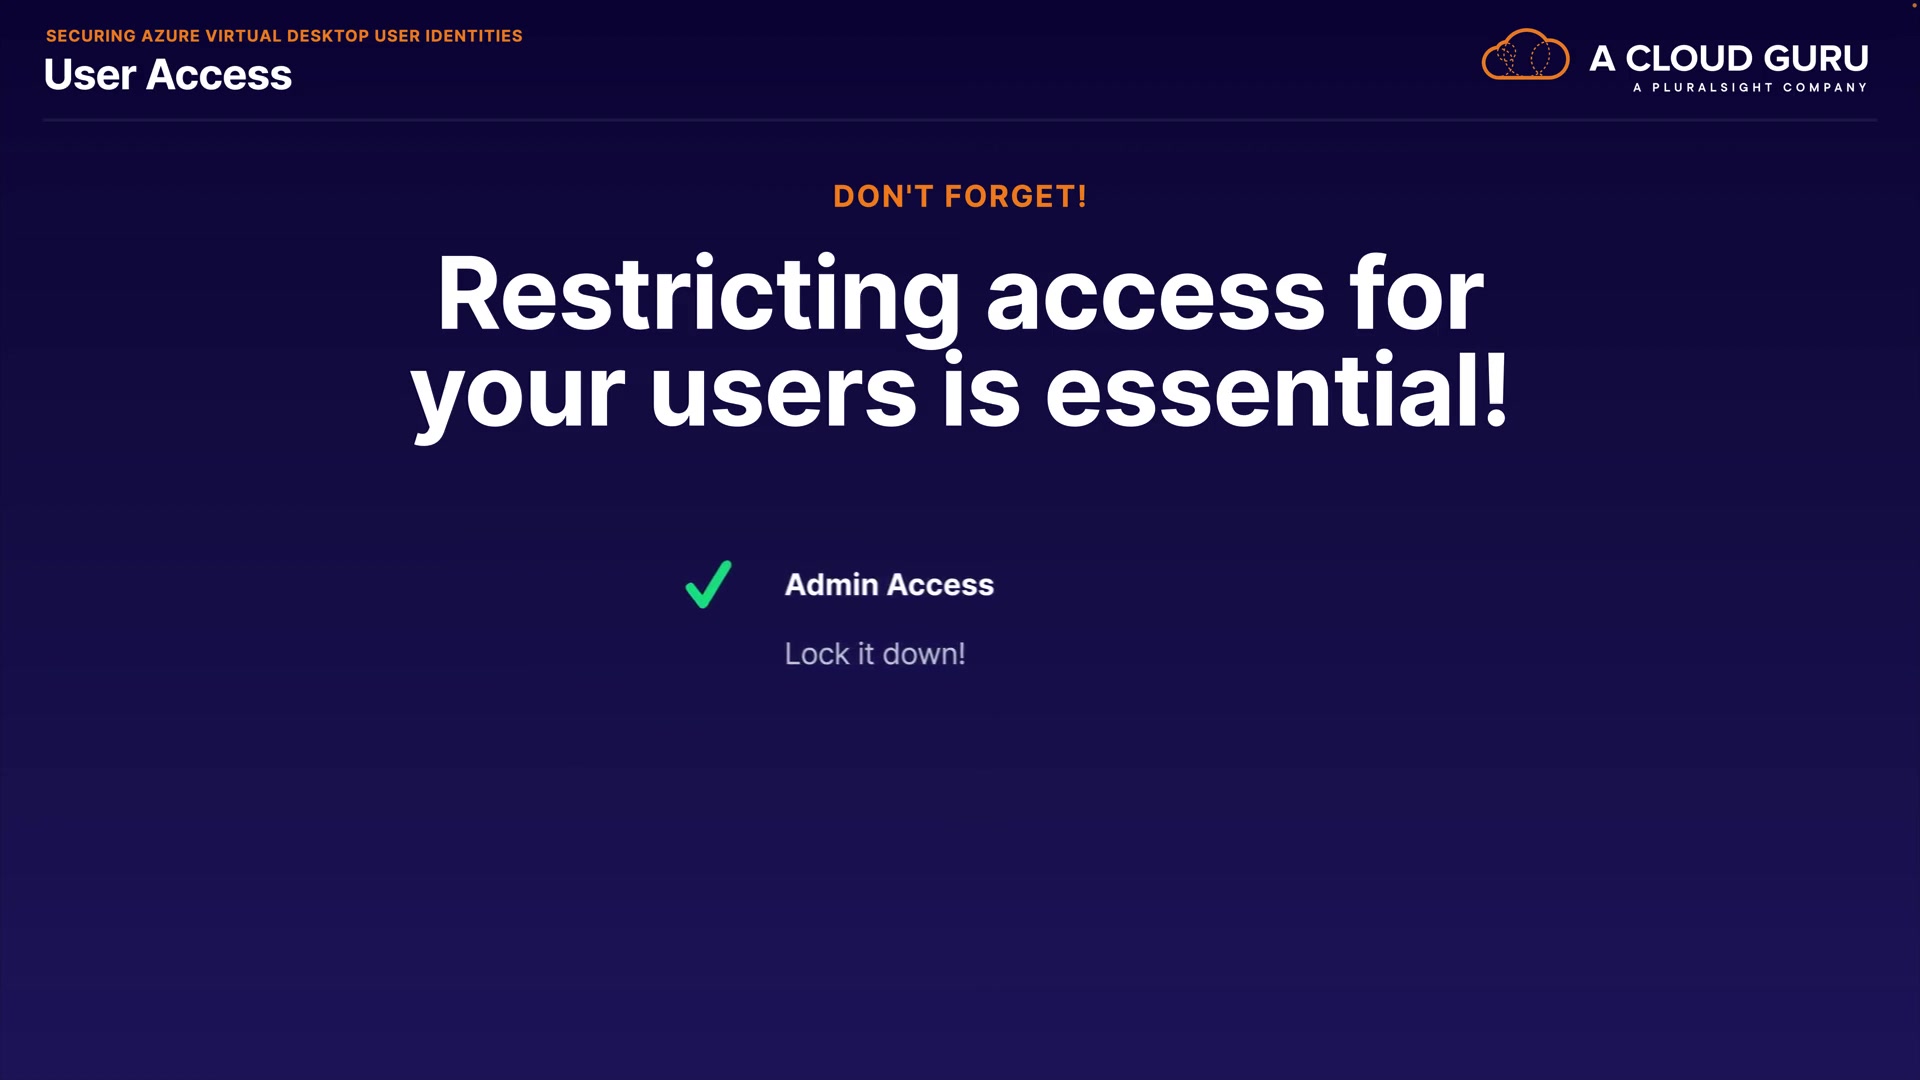 SECURING AZURE VIRTUAL DESKTOP USER IDENTITIES
User Access
A CLOUD GURU
A PLURALSIGHT COMPANY
DON'T FORGET!
Restricting access for
your users is essential!
Admin Access
Lock it down!